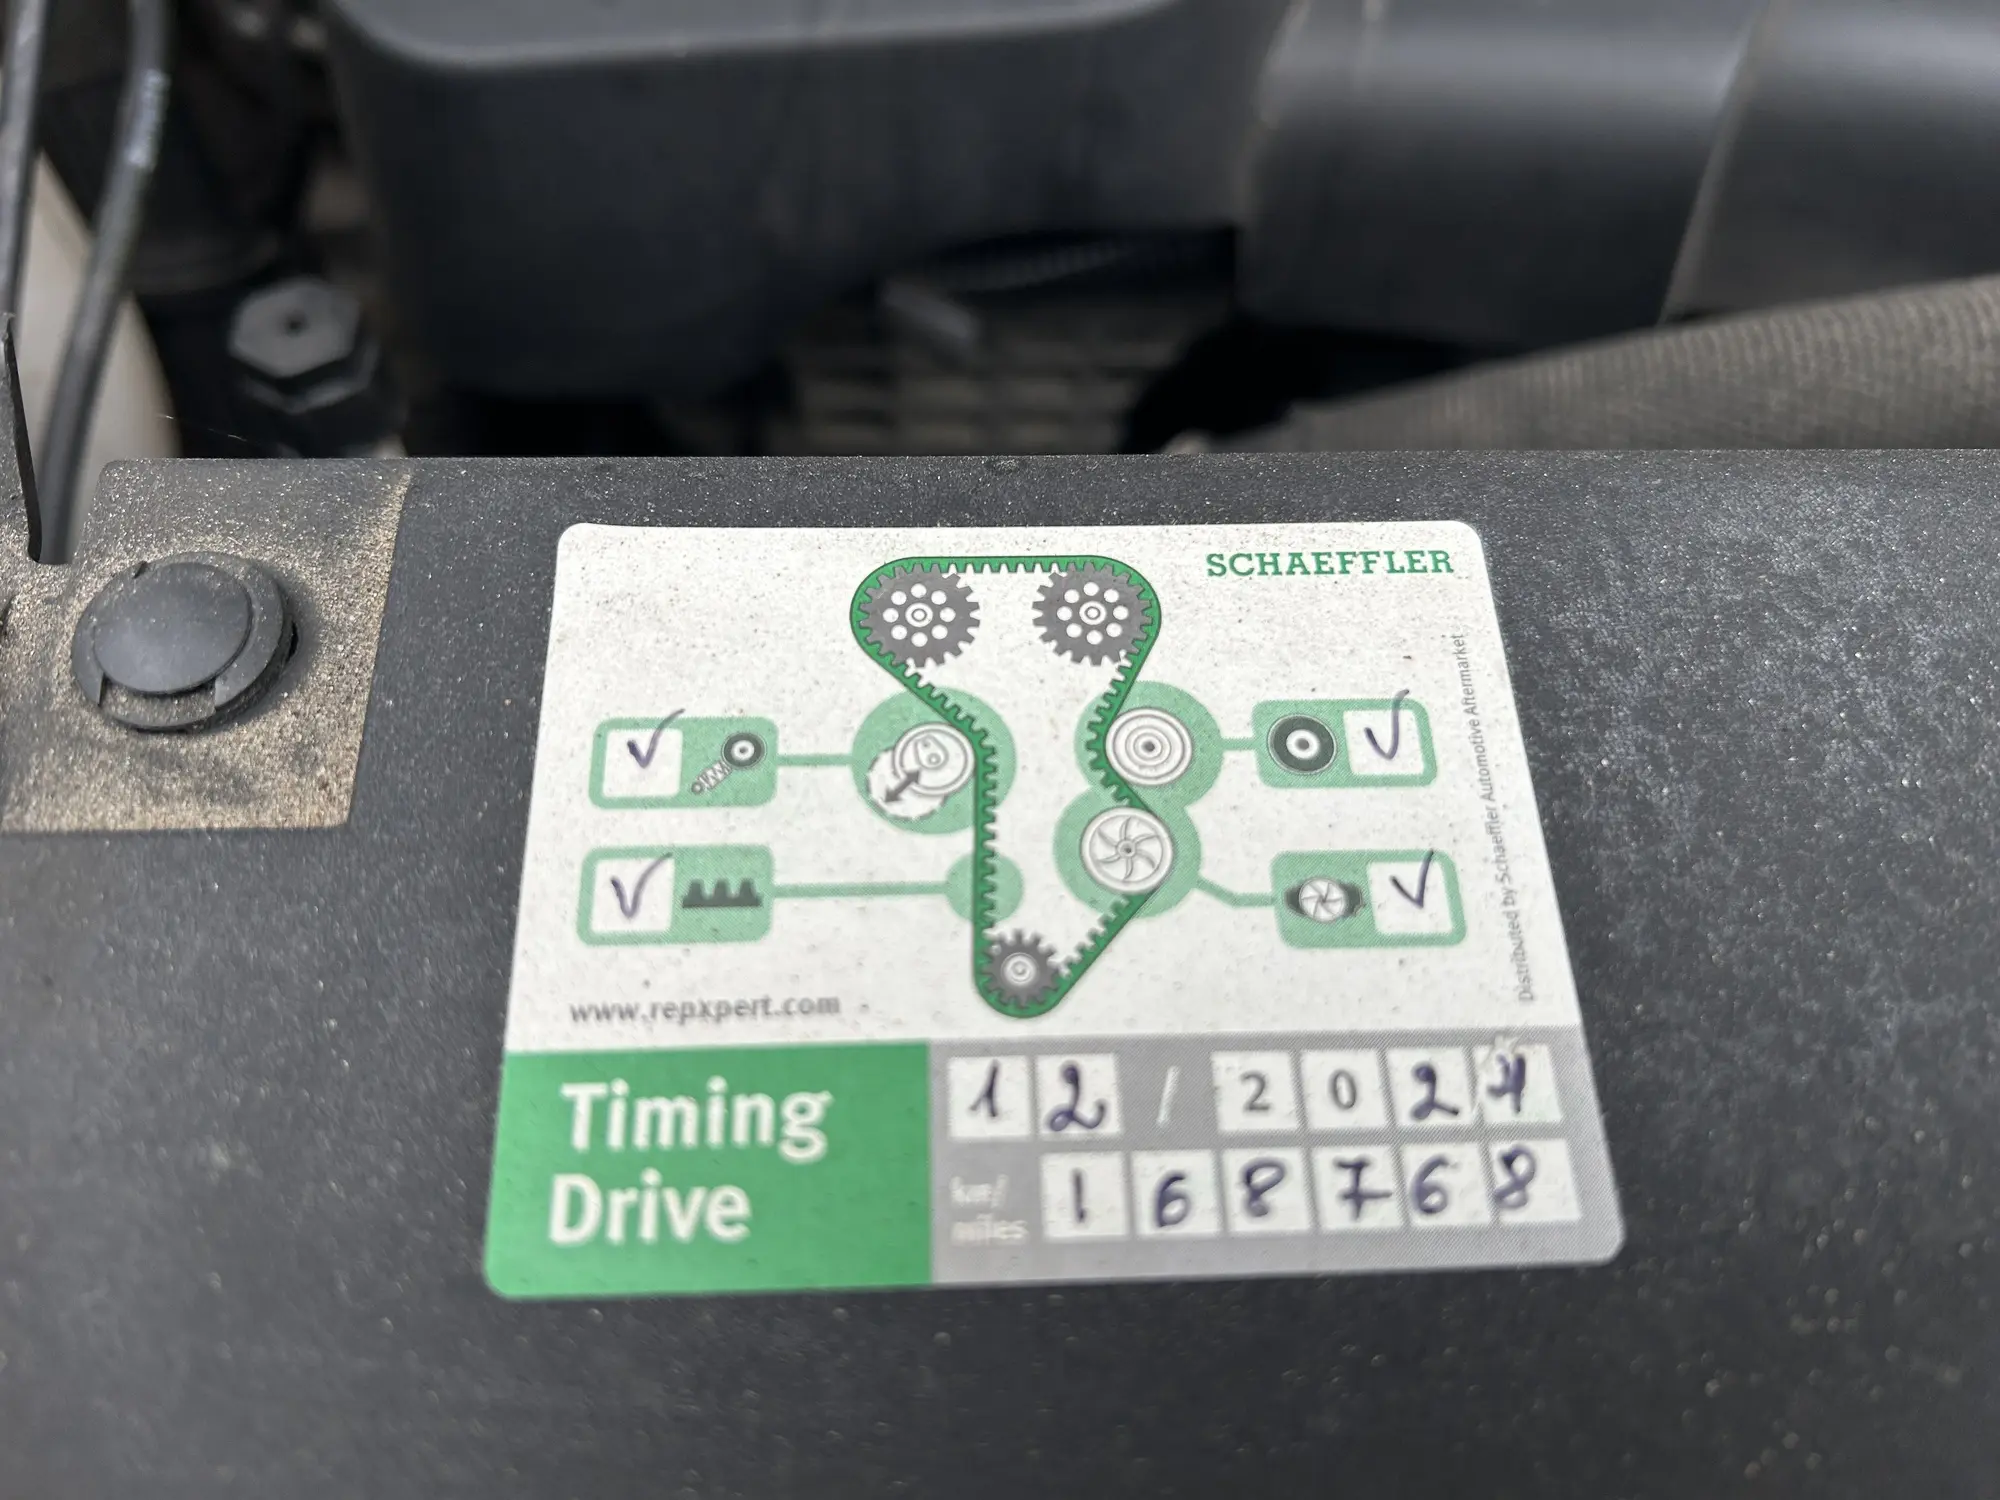 SCHAEFFLER
Distributed by Schaeffler Automotive Aftermarket
www.repxpert.com
Timing
Drive
12 / 2024
km/
miles
168768